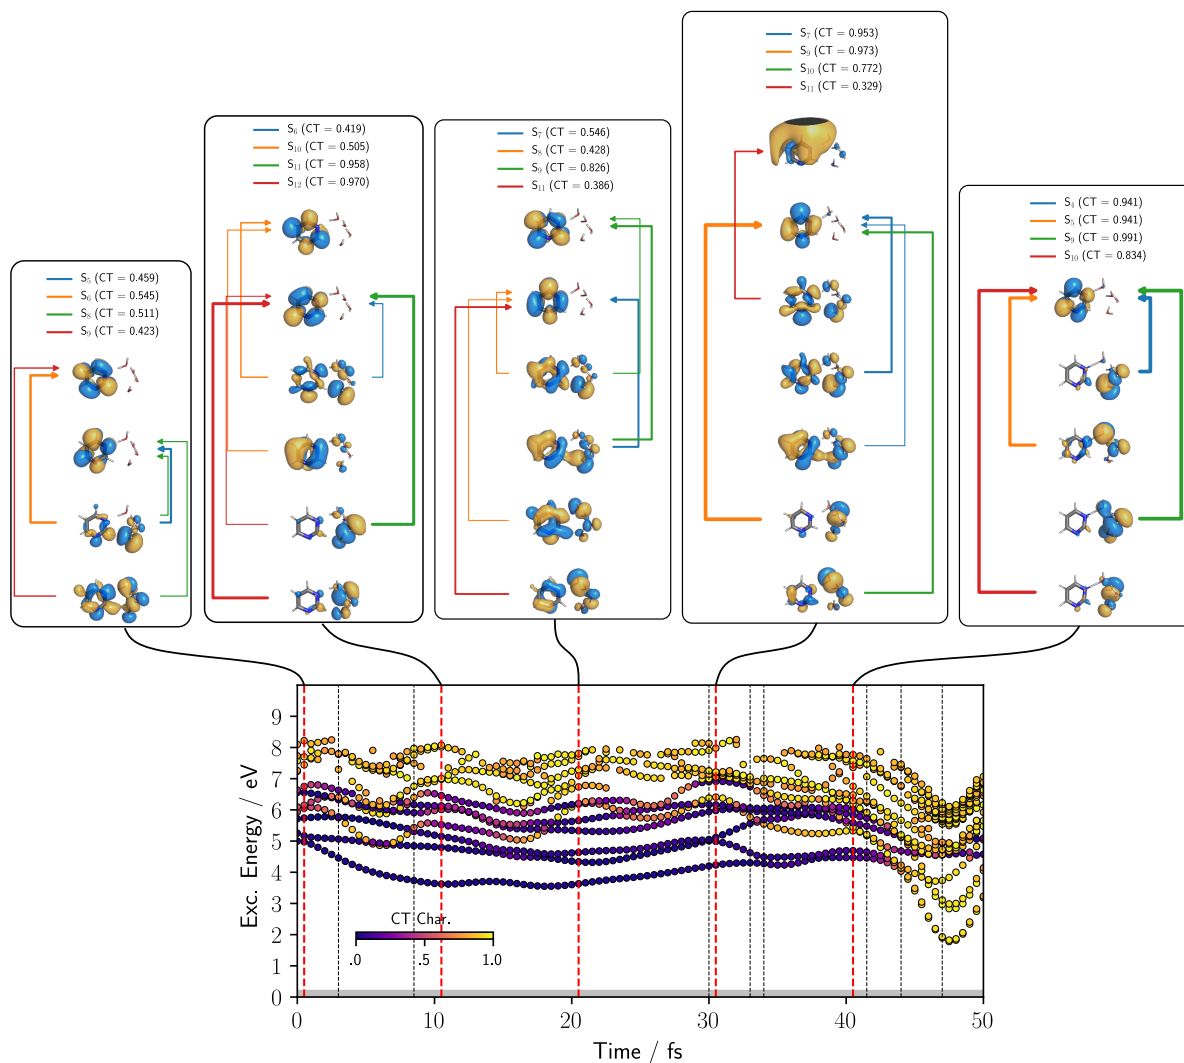 S₇ (CT = 0.953)
S₉ (CT = 0.973)
S₁₀ (CT = 0.772)
S₁₁ (CT = 0.329)
S₆ (CT = 0.419)
S₁₀ (CT = 0.505)
S₁₁ (CT = 0.958)
S₁₂ (CT = 0.970)
S₇ (CT = 0.546)
S₈ (CT = 0.428)
S₉ (CT = 0.826)
S₁₁ (CT = 0.386)
S₄ (CT = 0.941)
S₅ (CT = 0.941)
S₉ (CT = 0.991)
S₁₀ (CT = 0.834)
S₅ (CT = 0.459)
S₆ (CT = 0.545)
S₈ (CT = 0.511)
S₉ (CT = 0.423)
Exc. Energy / eV
9
8
7
6
5
4
3
2
1
0
CT Char.
.0 .5 1.0
0 10 20 30 40 50
Time / fs